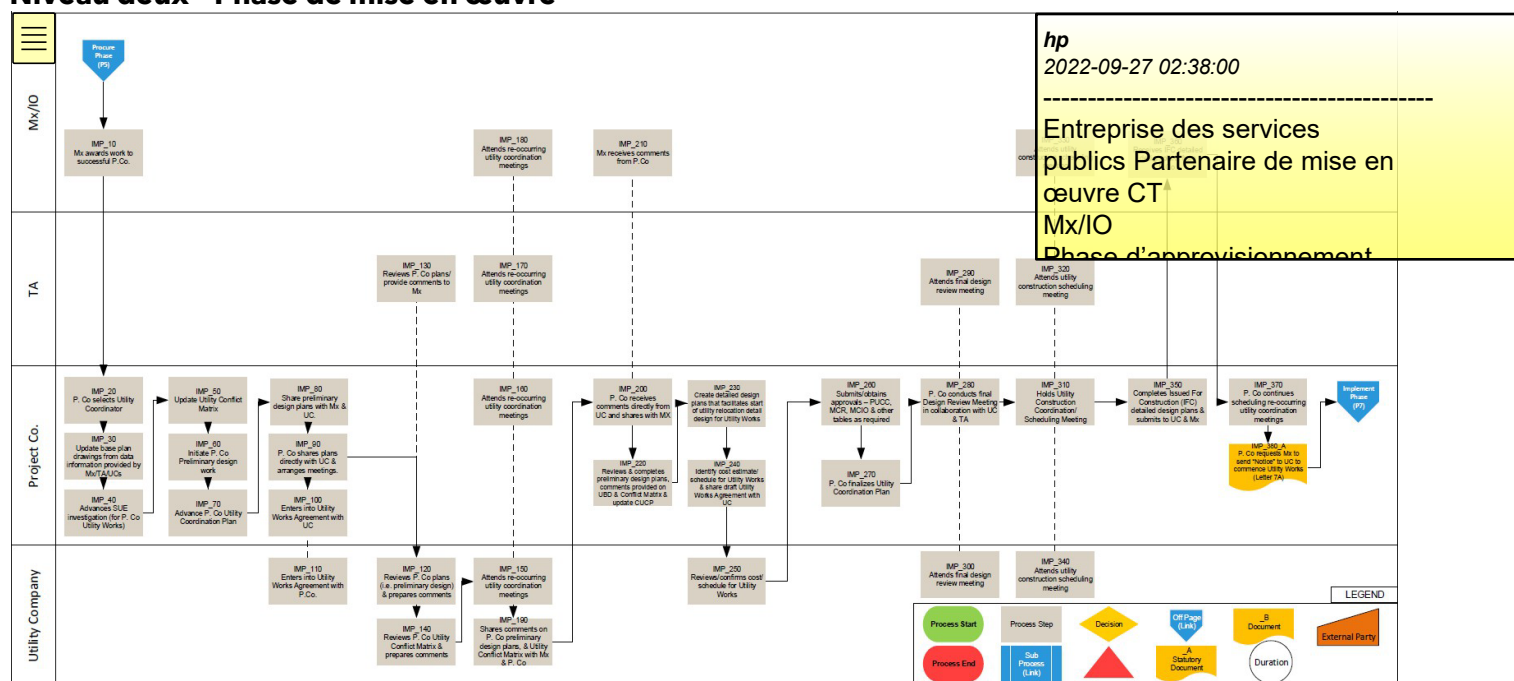 Niveau deux - Phase de mise en œuvre
hp
2022-09-27 02:38:00
--------------------------------------------
Entreprise des services
publics Partenaire de mise en
œuvre CT
Mx/IO
Phase d'approvisionnement
Mx/IO
Procure
Phase
(P5)
IMP_10
Mx awards work to
successful P.Co.
IMP_180
Attends re-occurring
utility coordination
meetings
IMP_210
Mx receives comments
from P.Co
TA
IMP_130
Reviews P. Co plans/
provide comments to
Mx
IMP_170
Attends re-occurring
utility coordination
meetings
IMP_290
Attends final design
review meeting
IMP_320
Attends utility
construction scheduling
meeting
Project Co.
IMP_20
P. Co selects Utility
Coordinator
IMP_30
Update base plan
drawings from data
information provided by
Mx/TA/UCs
IMP_40
Advances SUE
investigation (for P. Co
Utility Works)
IMP_50
Update Utility Conflict
Matrix
IMP_60
Initiate P. Co
Preliminary design
work
IMP_70
Advance P. Co Utility
Coordination Plan
IMP_80
Share preliminary
design plans with Mx &
UC.
IMP_90
P. Co shares plans
directly with UC &
arranges meetings.
IMP_100
Enters into Utility
Works Agreement with
UC
IMP_160
Attends re-occurring
utility coordination
meetings
IMP_200
P. Co receives
comments directly from
UC and shares with MX
IMP_220
Reviews & completes
preliminary design plans,
comments provided on
UBD & Conflict Matrix &
update CUCP
IMP_230
Create detailed design
plans that facilitates start
of utility relocation detail
design for Utility Works
IMP_240
Identify cost estimate/
schedule for Utility Works
& share draft Utility
Works Agreement with
UC
IMP_260
Submits/obtains
approvals – PUCC,
MCR, MCIO & other
tables as required
IMP_270
P. Co finalizes Utility
Coordination Plan
IMP_280
P. Co conducts final
Design Review Meeting
in collaboration with UC
& TA
IMP_310
Holds Utility
Construction
Coordination/
Scheduling Meeting
IMP_350
Completes Issued For
Construction (IFC)
detailed design plans &
submits to UC & Mx
IMP_370
P. Co continues
scheduling re-occurring
utility coordination
meetings
IMP_380_A
P. Co requests Mx to
send "Notice" to UC to
commence Utility Works
(Letter 7A)
Implement
Phase
(P7)
Utility Company
IMP_110
Enters into Utility
Works Agreement with
P.Co.
IMP_120
Reviews P. Co plans
(i.e. preliminary design)
& prepares comments
IMP_140
Reviews P. Co Utility
Conflict Matrix &
prepares comments
IMP_150
Attends re-occurring
utility coordination
meetings
IMP_190
Shares comments on
P. Co preliminary
design plans, & Utility
Conflict Matrix with Mx
& P. Co
IMP_250
Reviews/confirms cost/
schedule for Utility
Works
IMP_300
Attends final design
review meeting
IMP_340
Attends utility
construction scheduling
meeting
LEGEND
Process Start
Process Step
Decision
Off Page
(Link)
_B
Document
External Party
Process End
Sub
Process
(Link)
_A
Statutory
Document
Duration